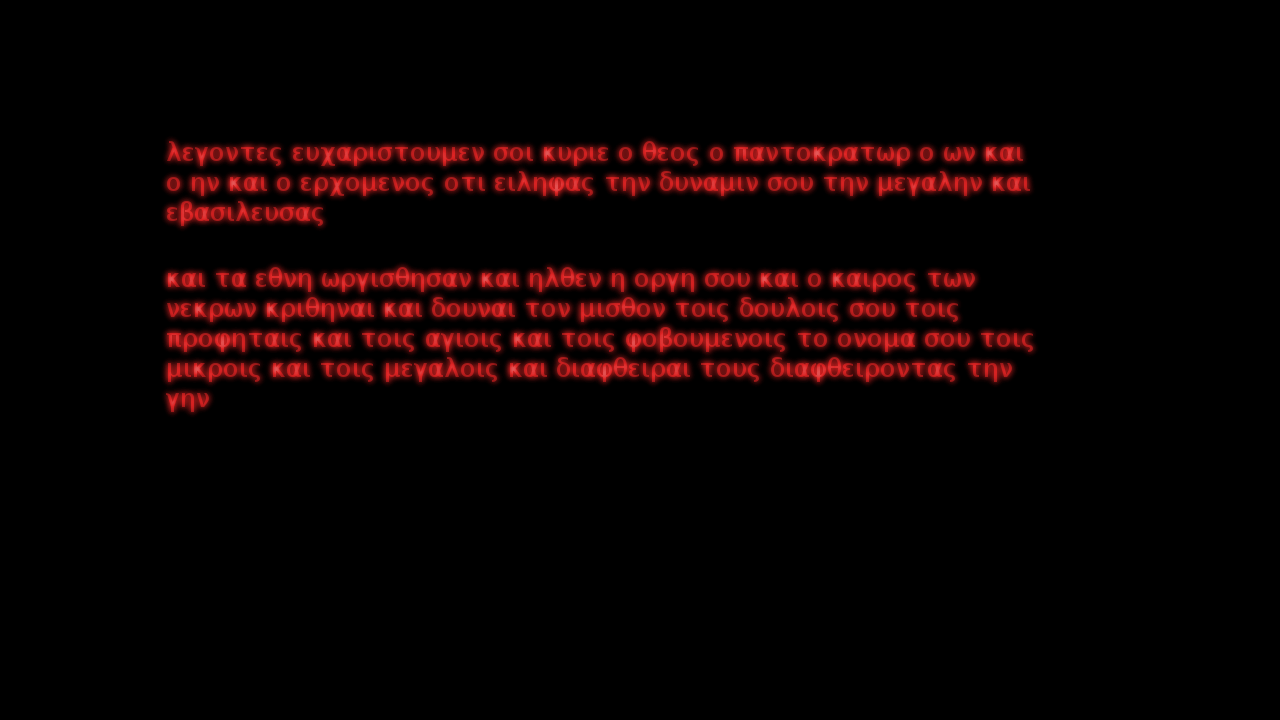 λεγοντες ευχαριστουμεν σοι κυριε ο θεος ο παντοκρατωρ ο ων και
ο ην και ο ερχομενος οτι ειληφας την δυναμιν σου την μεγαλην και
εβασιλευσας
και τα εθνη ωργισθησαν και ηλθεν η οργη σου και ο καιρος των
νεκρων κριθηναι και δουναι τον μισθον τοις δουλοις σου τοις
προφηταις και τοις αγιοις και τοις φοβουμενοις το ονομα σου τοις
μικροις και τοις μεγαλοις και διαφθειραι τους διαφθειροντας την
γην